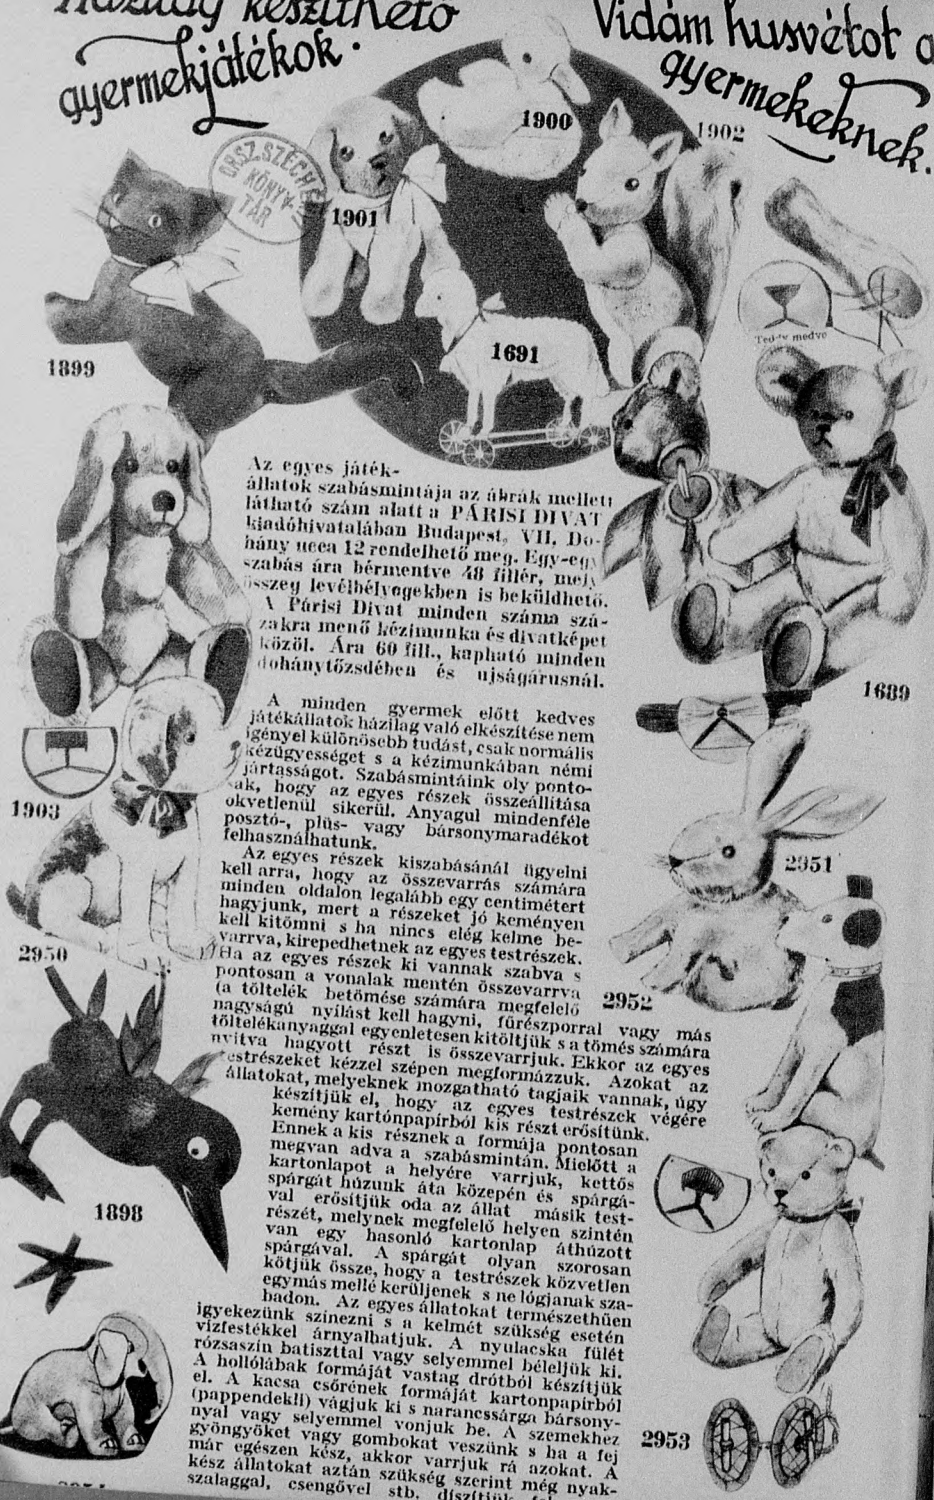 Házilag készíthető
gyermekjátékok.
Vidám husvétot a
gyermekeknek.
1900
1902
ORSZ. SZÉCHÉNYI
KÖNYV-
TÁR
1901
1691
Teddy medve
1899
Az egyes játék-
állatok szabásmintája az ábrák mellett
látható szám alatt a PÁRISI DIVAT
kiadóhivatalában Budapest, VII. Do-
hány ucca 12 rendelhető meg. Egy-egy
szabás ára bérmentve 48 fillér, mely
összeg levélbélyegekben is beküldhető.
A Párisi Divat minden száma szá-
zakra menő kézimunka és divatképet
közöl. Ára 60 fill., kapható minden
dohánytőzsdében és ujságárusnál.
1689
A minden gyermek előtt kedves
játékállatok házilag való elkészítése nem
igényel különösebb tudást, csak normális
kézügyességet s a kézimunkában némi
jártasságot. Szabásmintáink oly ponto-
sak, hogy az egyes részek összeállítása
okvetlenül sikerül. Anyagul mindenféle
posztó-, plüs- vagy bársonymaradékot
felhasználhatunk.
Az egyes részek kiszabásánál ügyelni
kell arra, hogy az összevarrás számára
minden oldalon legalább egy centimétert
hagyjunk, mert a részeket jó keményen
kell kitömni s ha nincs elég kelme be-
varrva, kirepedhetnek az egyes testrészek.
Ha az egyes részek ki vannak szabva s
pontosan a vonalak mentén összevarrva
(a töltelék betömése számára megfelelő
nagyságú nyílást kell hagyni, fűrészporral vagy más
töltelékanyaggal egyenletesen kitöltjük s a tömés számára
nyitva hagyott részt is összevarrjuk. Ekkor az egyes
testrészeket kézzel szépen megformázzuk. Azokat az
állatokat, melyeknek mozgatható tagjaik vannak, úgy
készítjük el, hogy az egyes testrészek végére
kemény kartónpapírból kis részt erősítünk.
Ennek a kis résznek a formája pontosan
megvan adva a szabásmintán. Mielőtt a
kartonlapot a helyére varrjuk, kettős
spárgát húzunk áta közepén és spárgá-
val erősítjük oda az állat másik test-
részét, melynek megfelelő helyen szintén
van egy hasonló kartonlap áthúzott
spárgával. A spárgát olyan szorosan
kötjük össze, hogy a testrészek közvetlen
egymás mellé kerüljenek s ne lógjanak sza-
badon. Az egyes állatokat természethűen
igyekezünk színezni s a kelmét szükség esetén
vízfestékkel árnyalhatjuk. A nyulacska fülét
rózsaszín batiszttal vagy selyemmel béleljük ki.
A hollólábak formáját vastag drótból készítjük
el. A kacsa csőrének formáját kartonpapírból
(pappendekli) vágjuk ki s narancssárga bársony-
nyal vagy selyemmel vonjuk be. A szemekhez
gyöngyöket vagy gombokat veszünk s ha a fej
már egészen kész, akkor varrjuk rá azokat. A
kész állatokat aztán szükség szerint még nyak-
szalaggal, csengővel stb. díszítjük
1903
2951
2950
2952
1898
2953